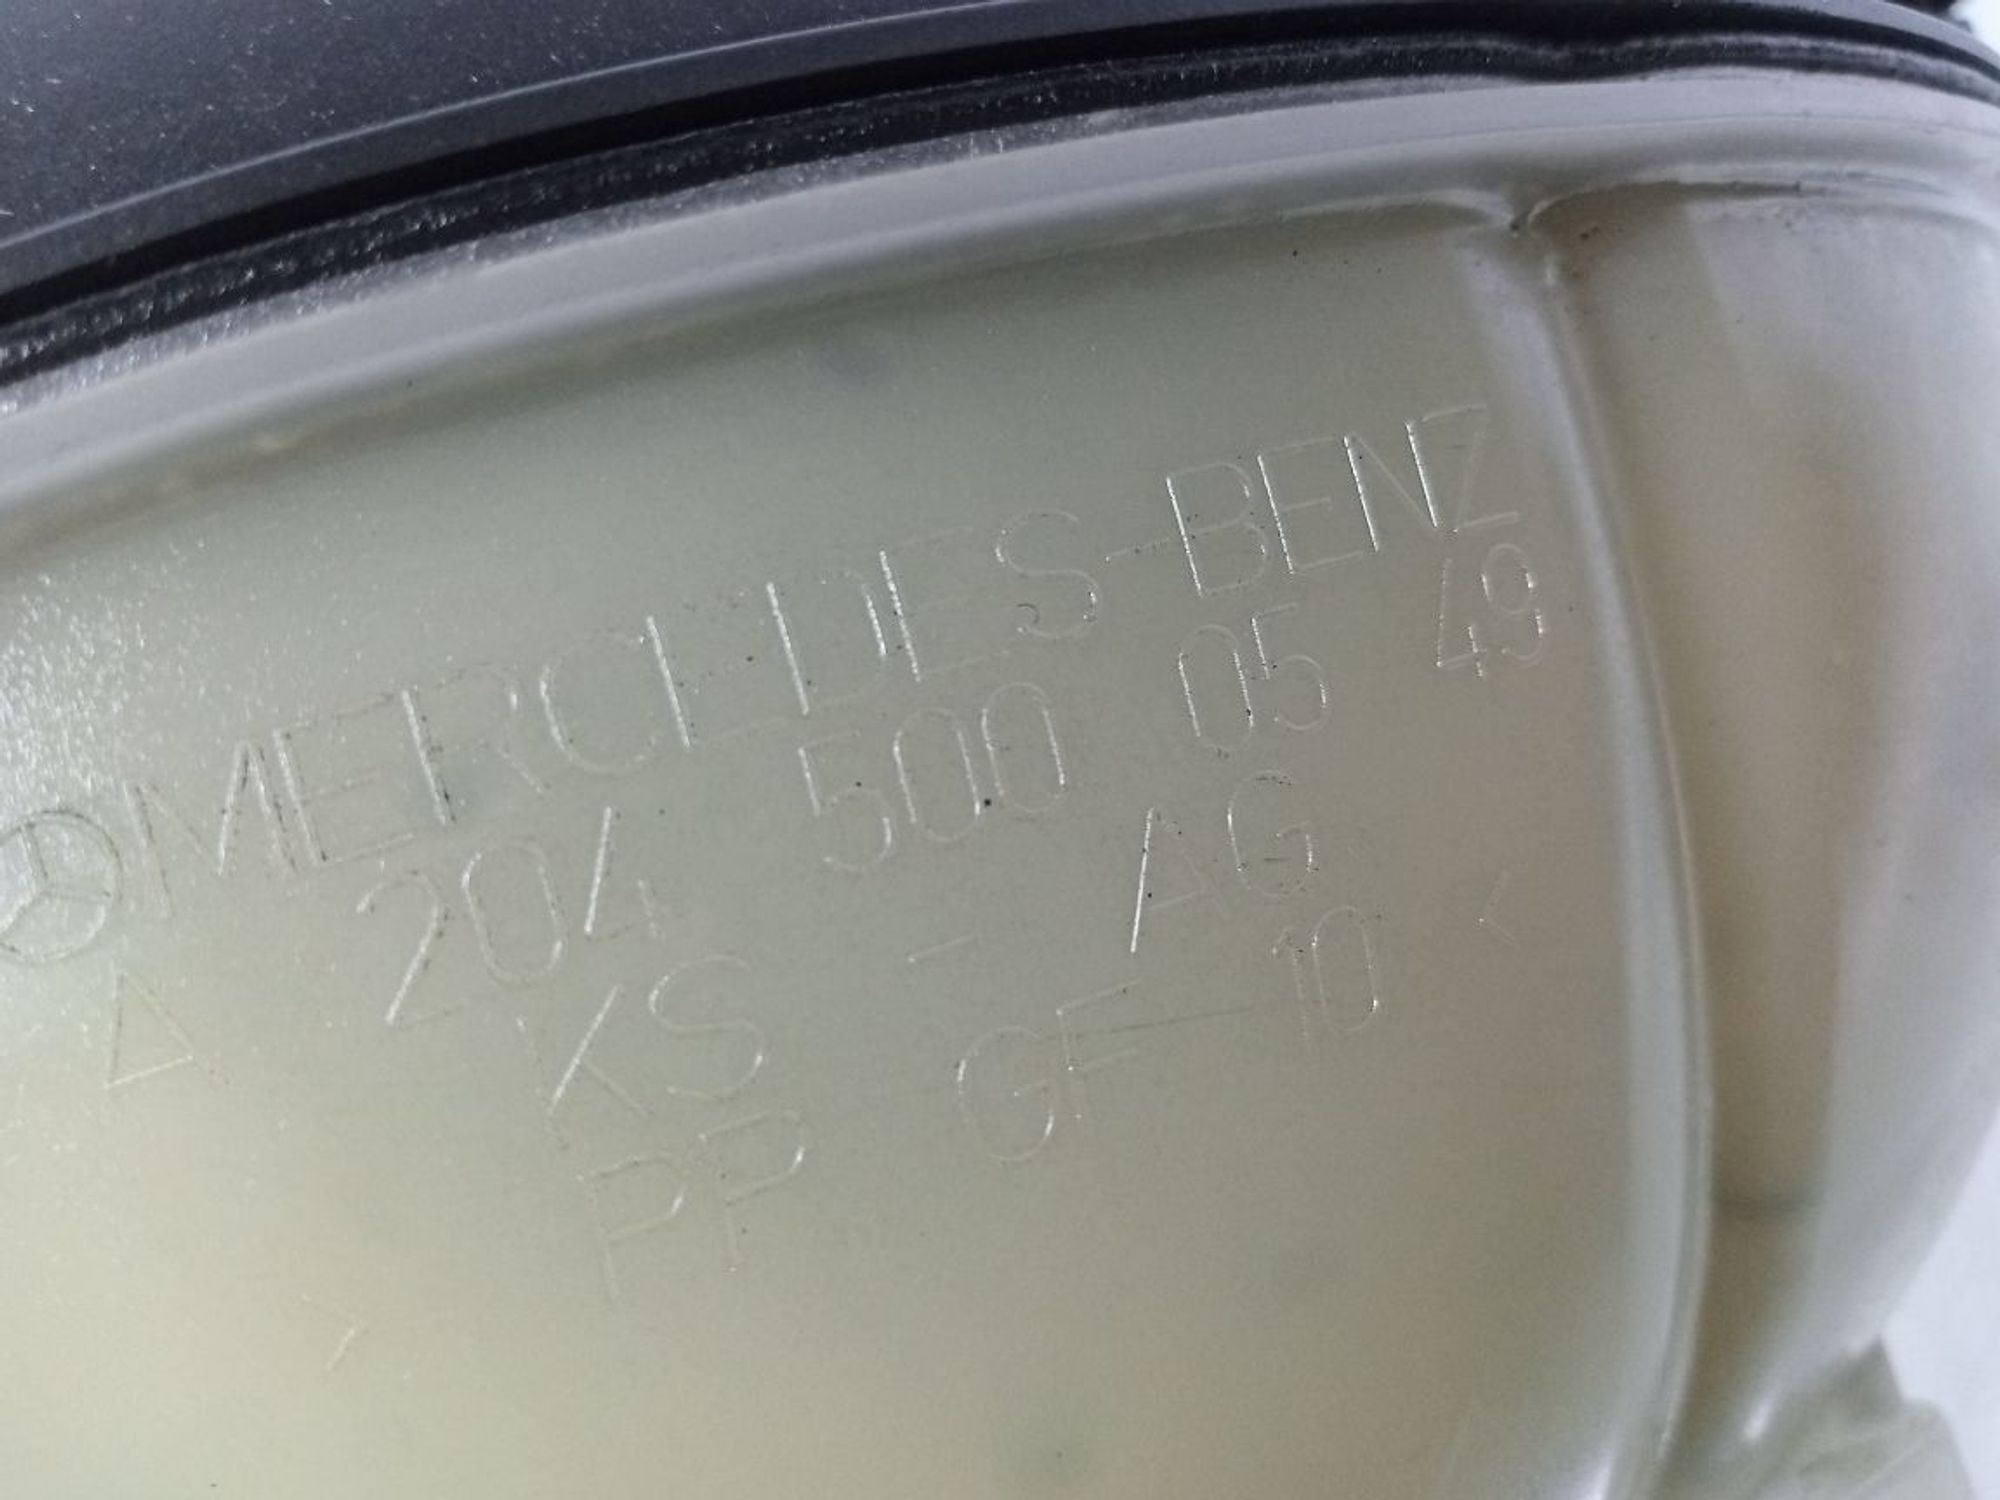 MERCEDES-BENZ
A 204 500 05 49
KS - AG
>PP GF 10<